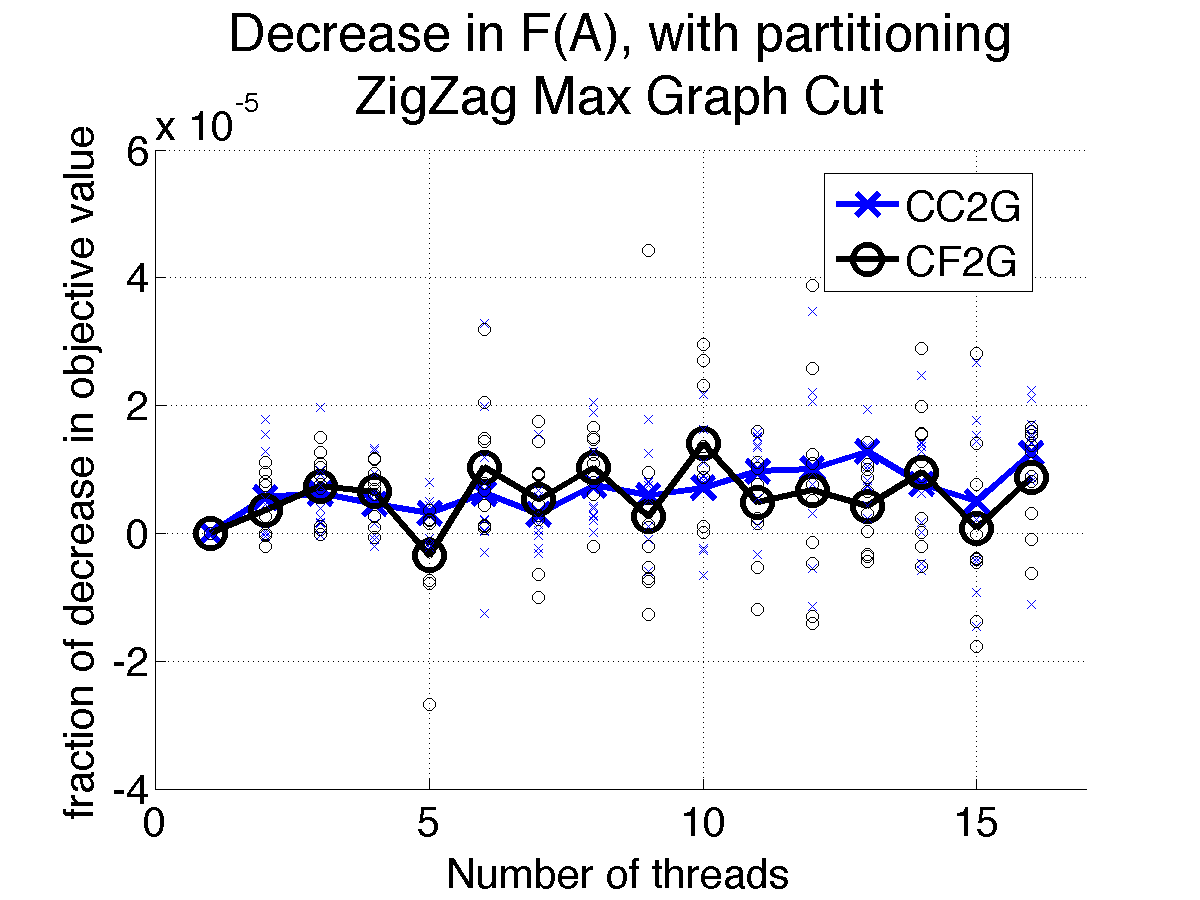 Decrease in F(A), with partitioning
ZigZag Max Graph Cut
x 10^-5
6
4
2
0
-2
-4
fraction of decrease in objective value
CC2G
CF2G
0 5 10 15
Number of threads